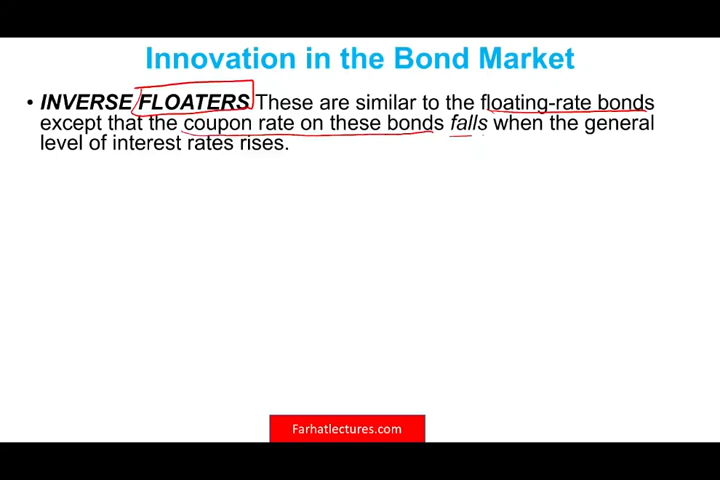 Innovation in the Bond Market
• INVERSE FLOATERS These are similar to the floating-rate bonds
except that the coupon rate on these bonds falls when the general
level of interest rates rises.
Farhatlectures.com